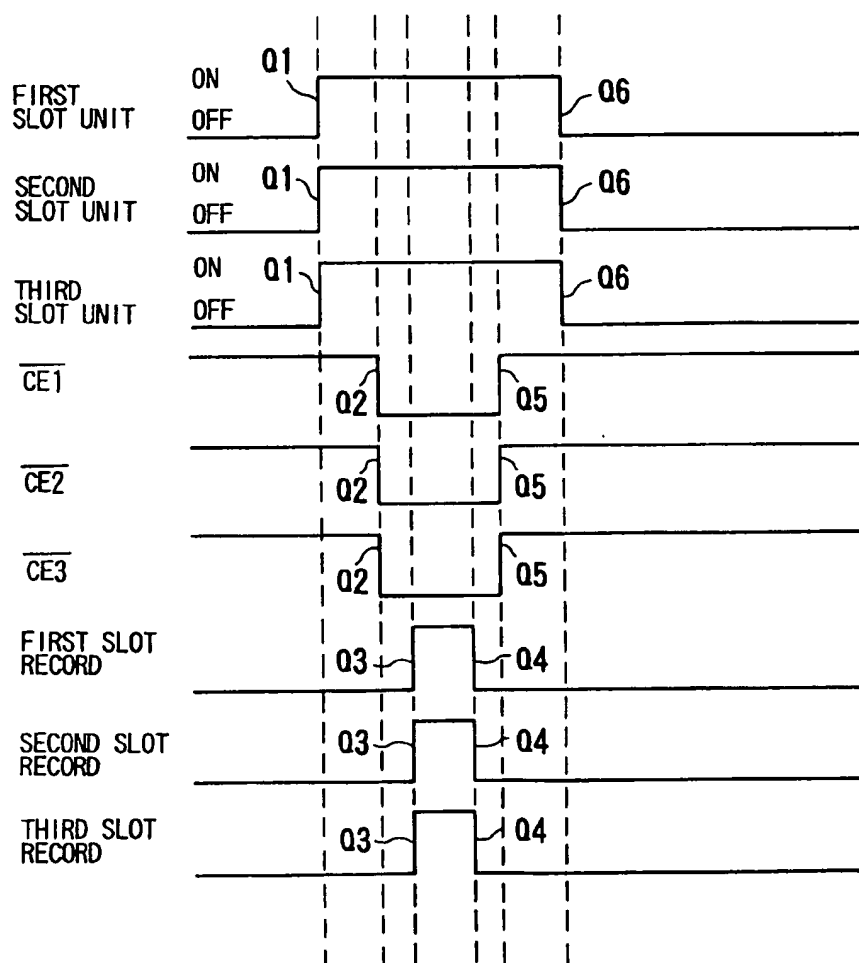 FIRST
SLOT UNIT
ON
OFF
Q1
Q6
SECOND
SLOT UNIT
ON
OFF
Q1
Q6
THIRD
SLOT UNIT
ON
OFF
Q1
Q6
CE1
Q2
Q5
CE2
Q2
Q5
CE3
Q2
Q5
FIRST SLOT
RECORD
Q3
Q4
SECOND SLOT
RECORD
Q3
Q4
THIRD SLOT
RECORD
Q3
Q4